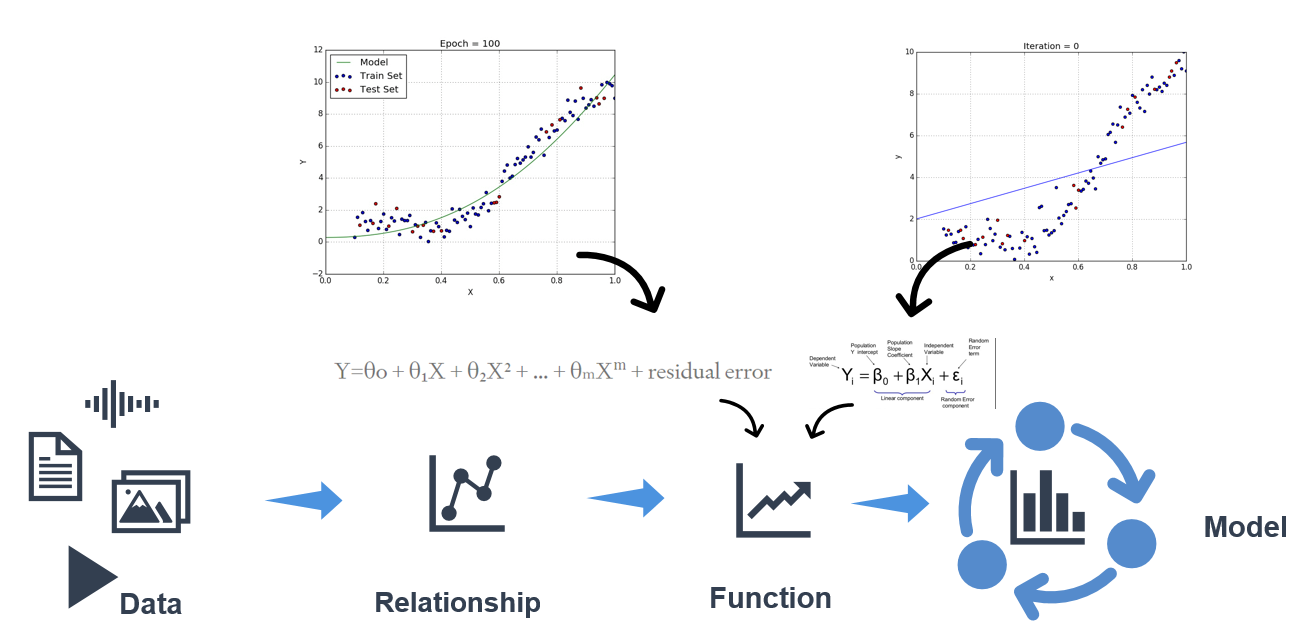 Epoch = 100
12
10
8
6
4
2
0
−2
Y
Model
Train Set
Test Set
0.0 0.2 0.4 0.6 0.8 1.0
X
Iteration = 0
10
8
6
4
2
0
y
0.0 0.2 0.4 0.6 0.8 1.0
x
Y=θo + θ₁X + θ₂X² + ... + θₘXᵐ + residual error
Dependent
Variable
Population
Y intercept
Population
Slope
Coefficient
Independent
Variable
Random
Error
term
Yᵢ = β₀ + β₁Xᵢ + εᵢ
Linear component
Random Error
component
Data
Relationship
Function
Model